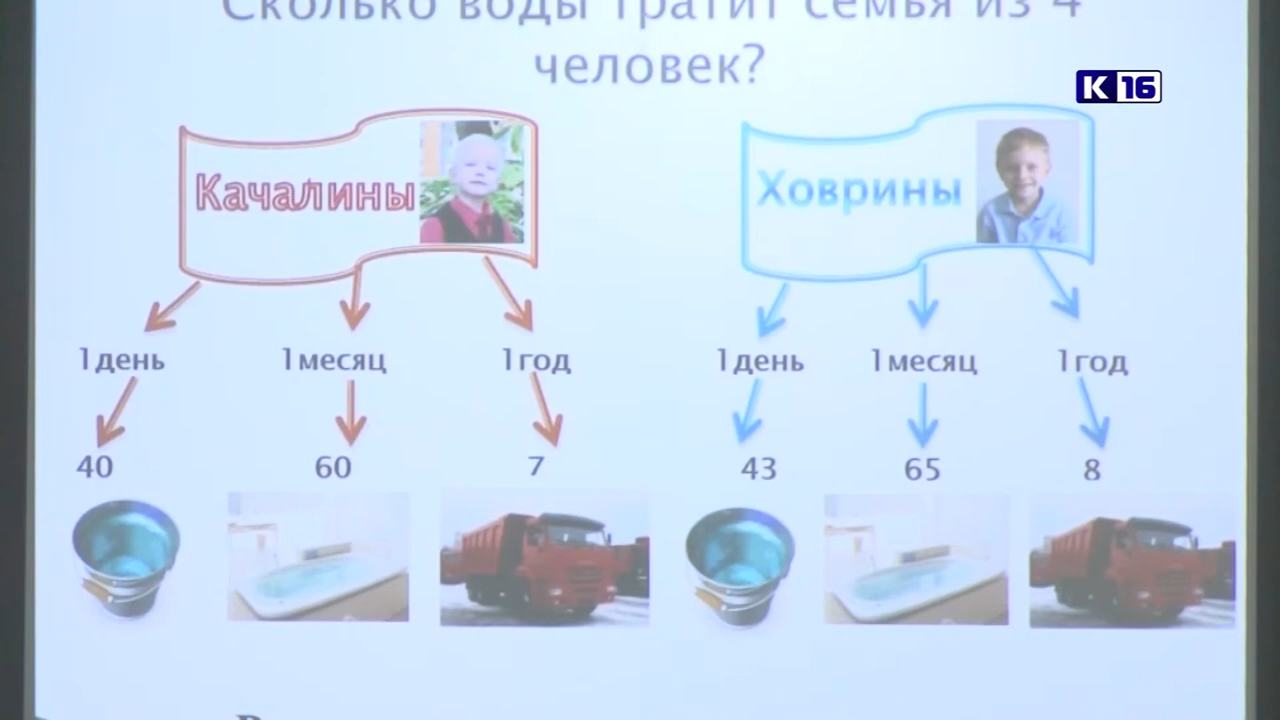 Сколько воды тратит семья из 4
человек?
К 16
Качалины
Ховрины
1день 1месяц 1год
1день 1месяц 1год
40 60 7
43 65 8